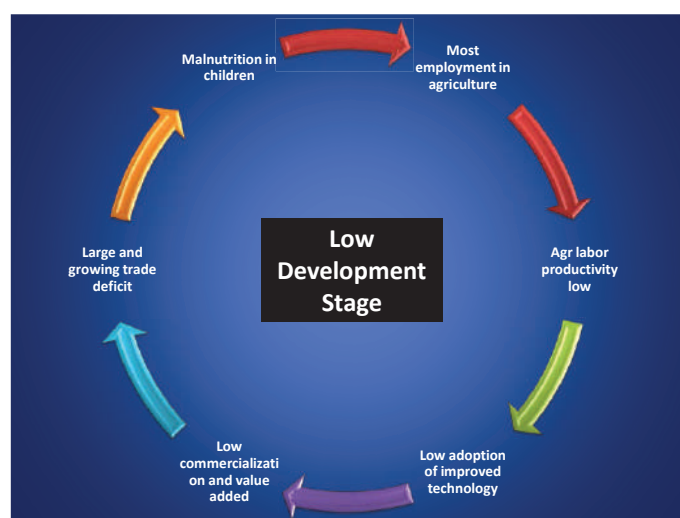 Malnutrition in
children
Most
employment in
agriculture
Agr labor
productivity
low
Low adoption
of improved
technology
Low
commercializati
on and value
added
Large and
growing trade
deficit
Low
Development
Stage